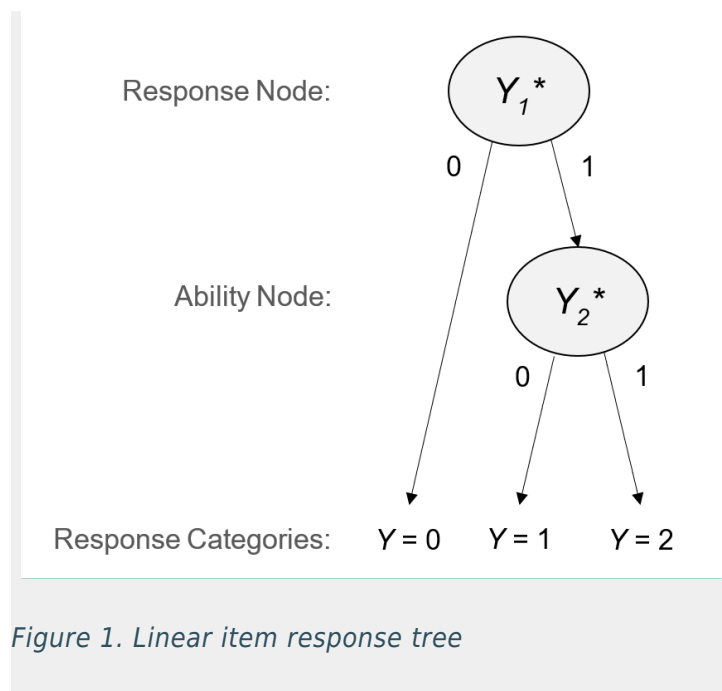 Response Node:
Y1*
0
1
Ability Node:
Y2*
0
1
Response Categories:
Y = 0
Y = 1
Y = 2
Figure 1. Linear item response tree